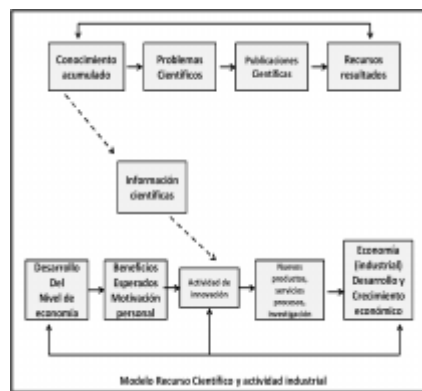 Conocimiento
acumulado
Problemas
Científicos
Publicaciones
Científicas
Recursos
resultados
Información
científicas
Desarrollo
Del
Nivel de
economía
Beneficios
Esperados
Motivación
personal
Actividad de
innovación
Nuevos
productos,
servicios
procesos,
investigación
Economía
(industrial)
Desarrollo y
Crecimiento
económico
Modelo Recurso Científico y actividad industrial